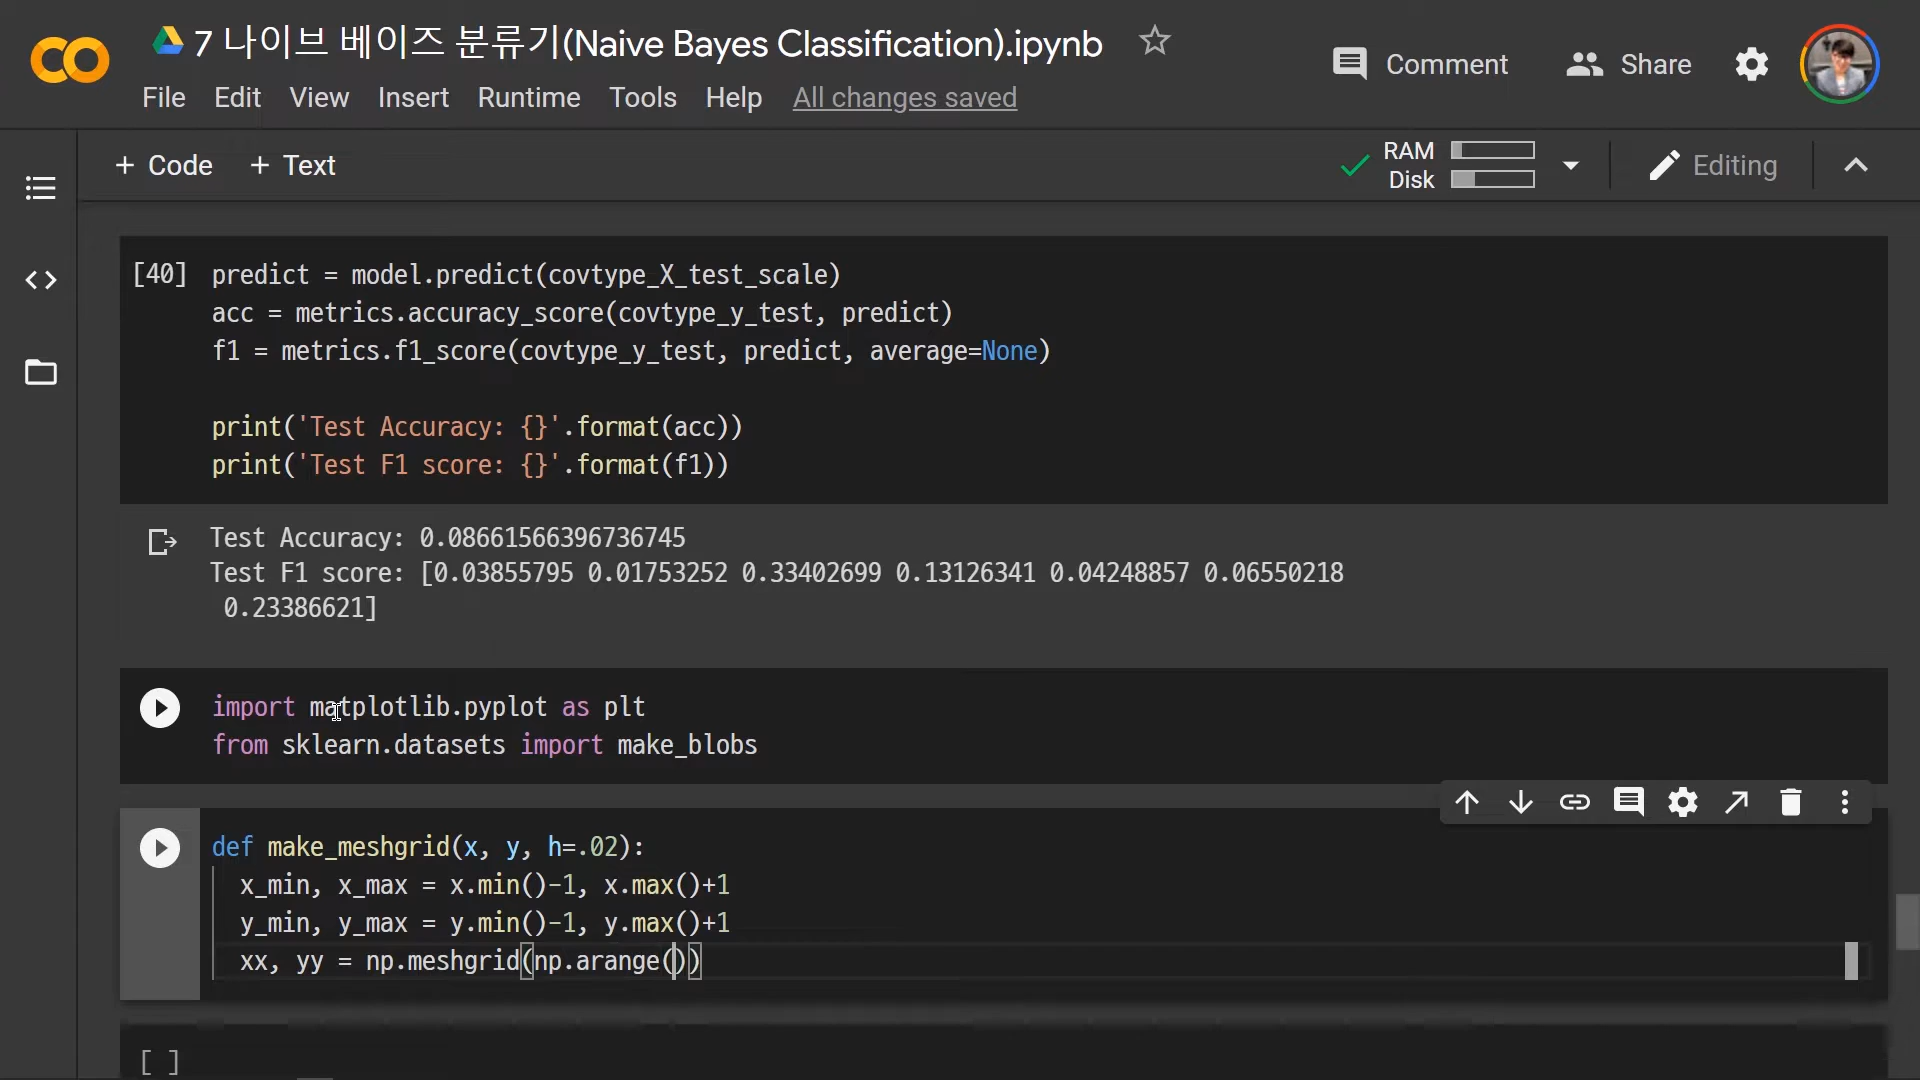 7 나이브 베이즈 분류기(Naive Bayes Classification).ipynb
Comment
Share
File Edit View Insert Runtime Tools Help All changes saved
+ Code + Text
RAM
Disk
Editing
[40] predict = model.predict(covtype_X_test_scale)
acc = metrics.accuracy_score(covtype_y_test, predict)
f1 = metrics.f1_score(covtype_y_test, predict, average=None)
print('Test Accuracy: {}'.format(acc))
print('Test F1 score: {}'.format(f1))
Test Accuracy: 0.08661566396736745
Test F1 score: [0.03855795 0.01753252 0.33402699 0.13126341 0.04248857 0.06550218
0.23386621]
import matplotlib.pyplot as plt
from sklearn.datasets import make_blobs
def make_meshgrid(x, y, h=.02):
x_min, x_max = x.min()-1, x.max()+1
y_min, y_max = y.min()-1, y.max()+1
xx, yy = np.meshgrid(np.arange())
[ ]